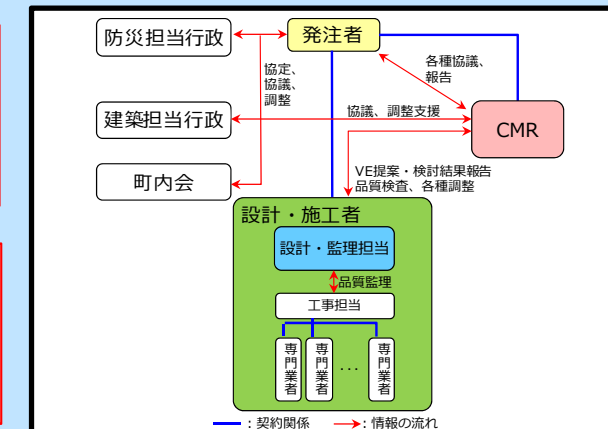 防災担当行政
発注者
協定、
協議、
調整
各種協議、
報告
建築担当行政
協議、調整支援
CMR
町内会
VE提案・検討結果報告
品質検査、各種調整
設計・施工者
設計・監理担当
品質監理
工事担当
専門業者
専門業者
...
専門業者
：契約関係
：情報の流れ